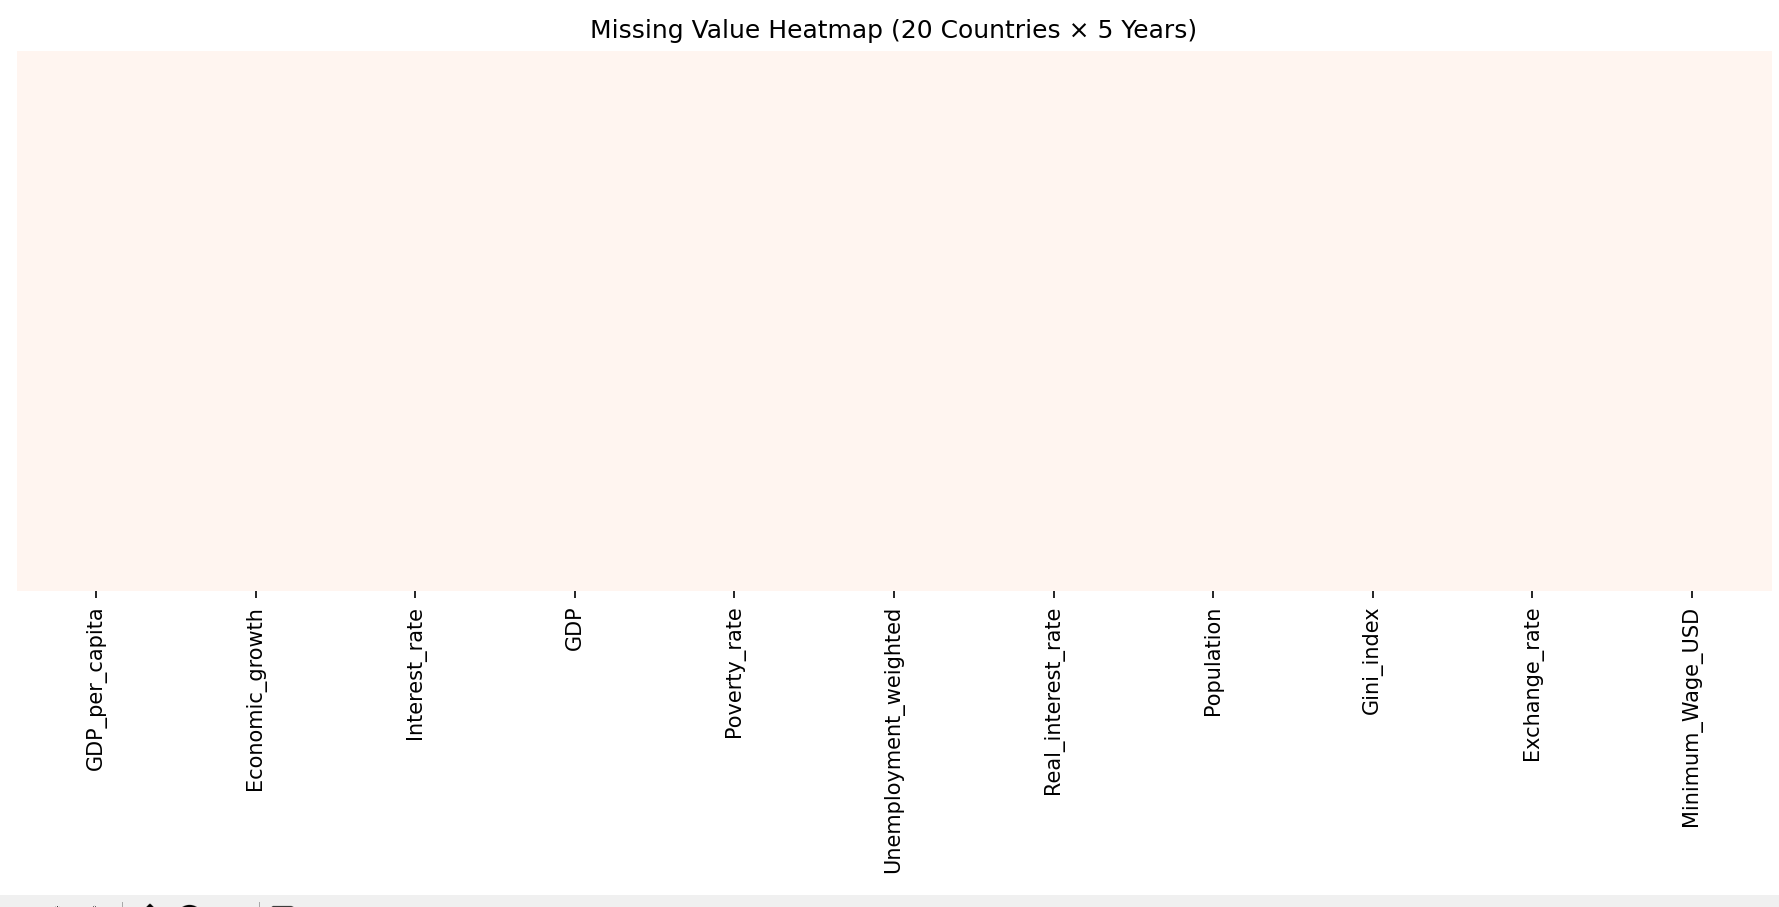 Missing Value Heatmap (20 Countries × 5 Years)
GDP_per_capita
Economic_growth
Interest_rate
GDP
Poverty_rate
Unemployment_weighted
Real_interest_rate
Population
Gini_index
Exchange_rate
Minimum_Wage_USD